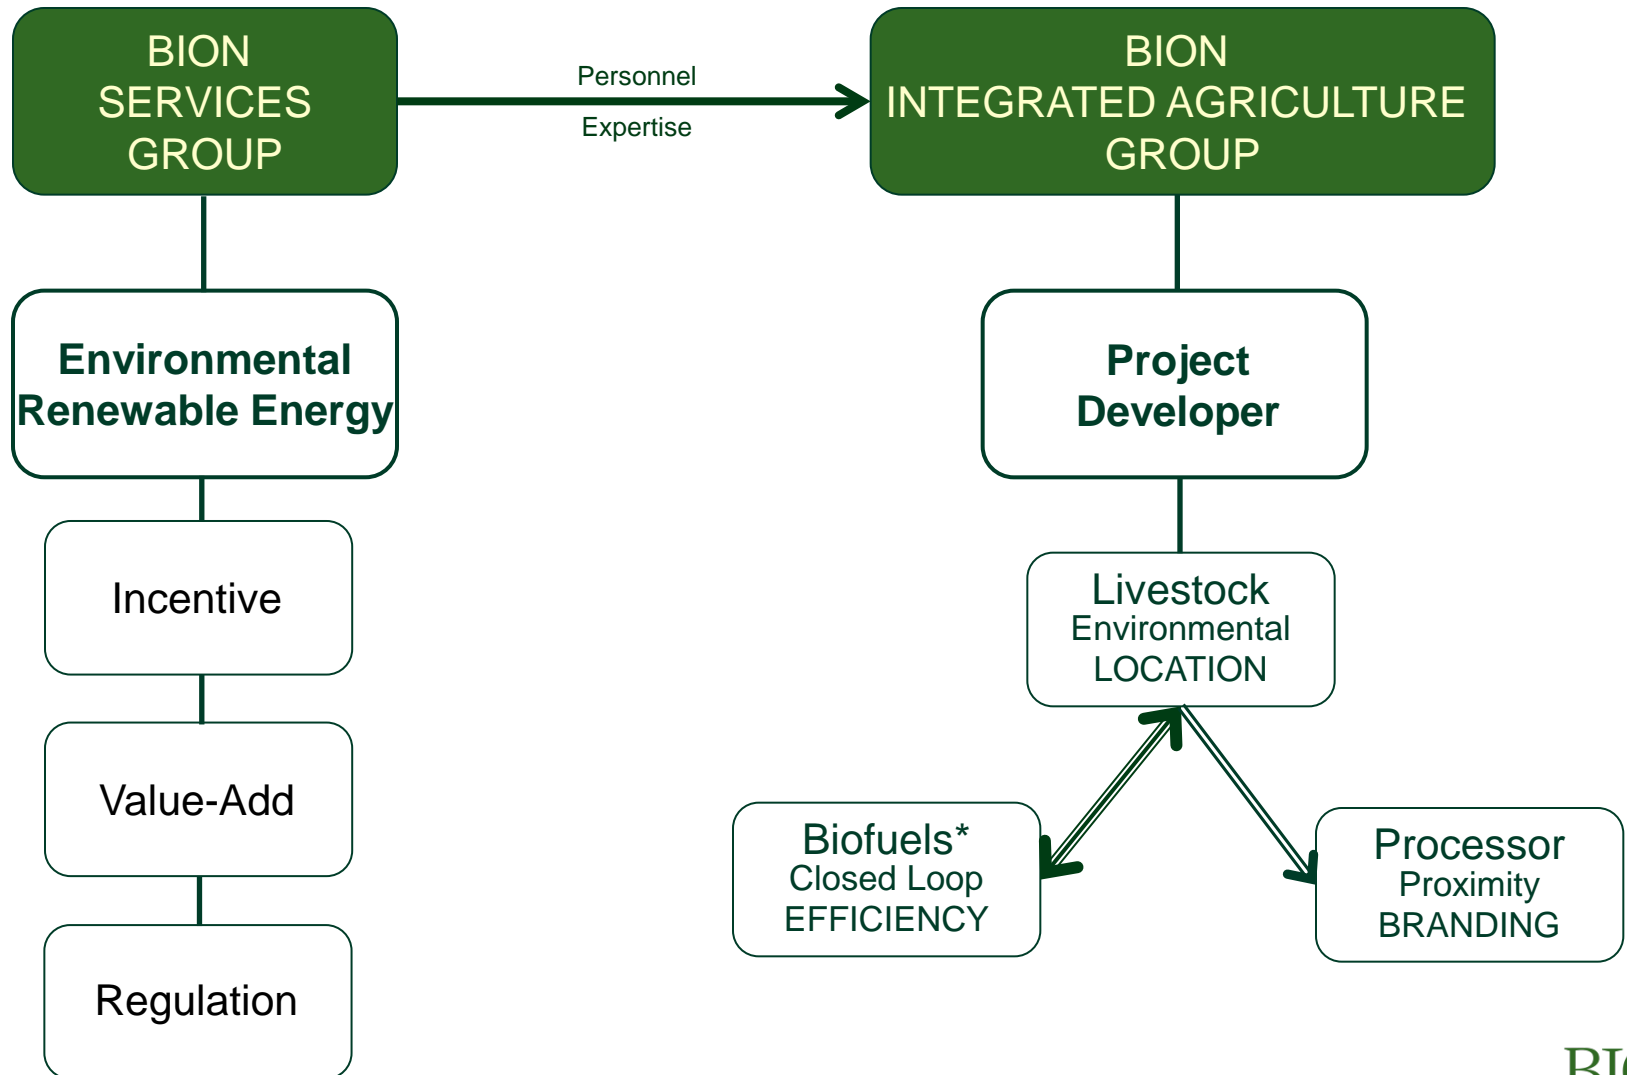 BION
SERVICES
GROUP
Personnel
Expertise
BION
INTEGRATED AGRICULTURE
GROUP
Environmental
Renewable Energy
Project
Developer
Incentive
Livestock
Environmental
LOCATION
Value-Add
Biofuels*
Closed Loop
EFFICIENCY
Processor
Proximity
BRANDING
Regulation